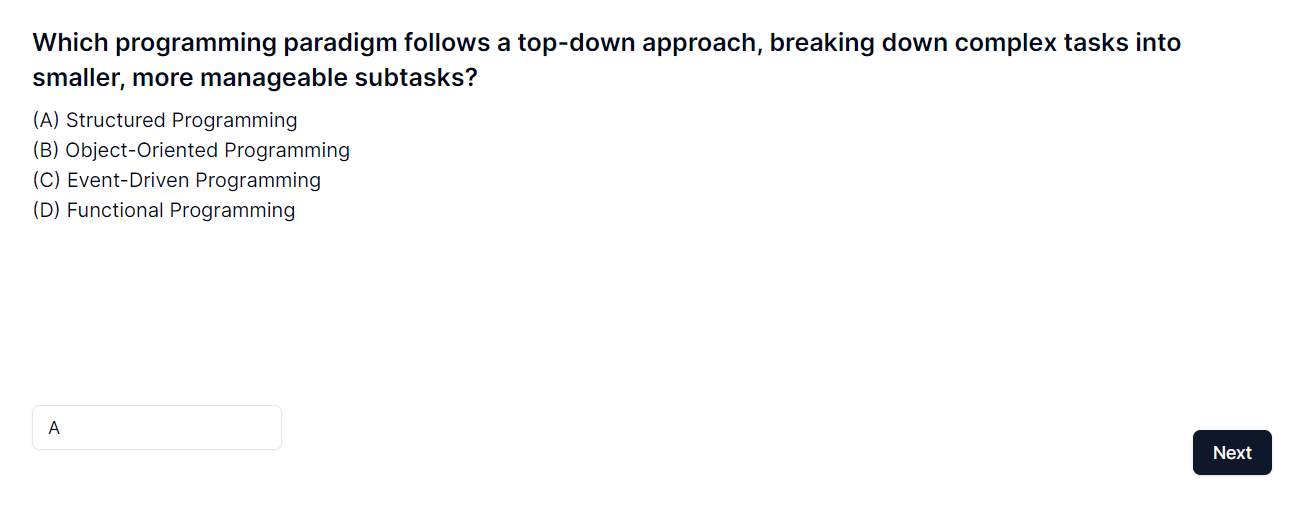 Which programming paradigm follows a top-down approach, breaking down complex tasks into
smaller, more manageable subtasks?
(A) Structured Programming
(B) Object-Oriented Programming
(C) Event-Driven Programming
(D) Functional Programming
A
Next